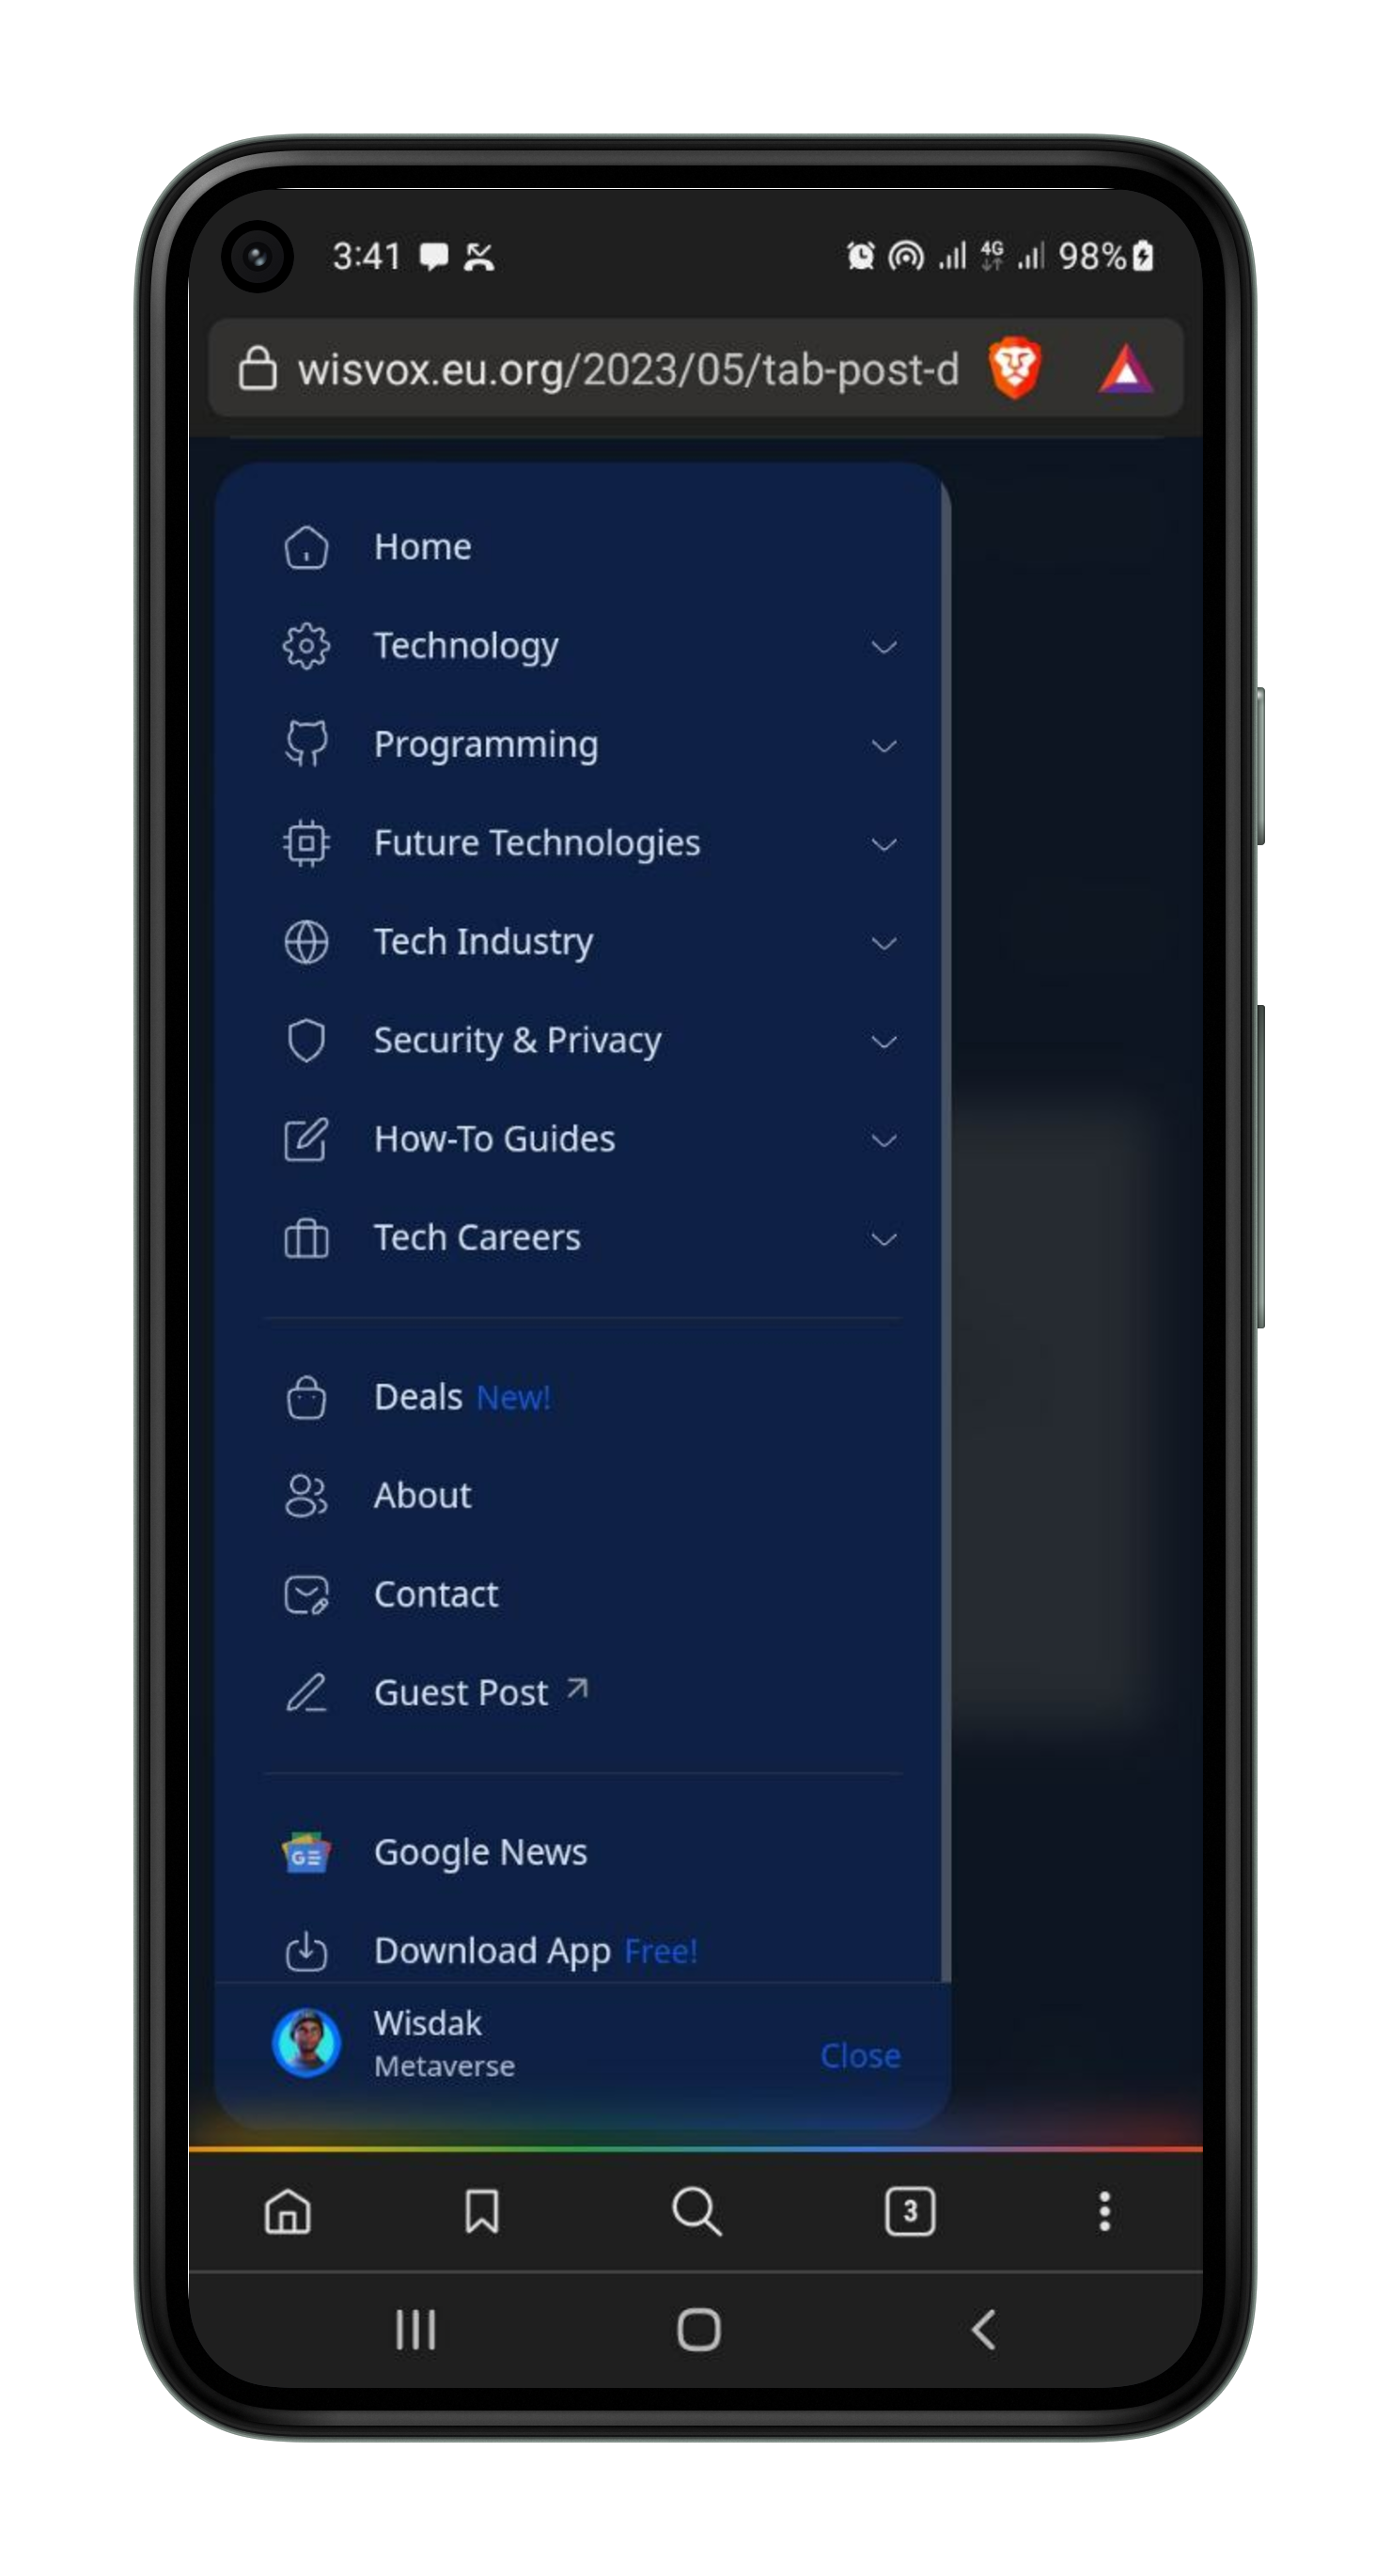 3:41 4G 98%
wisvox.eu.org/2023/05/tab-post-d
Home
Technology
Programming
Future Technologies
Tech Industry
Security & Privacy
How-To Guides
Tech Careers
Deals New!
About
Contact
Guest Post
GE Google News
Download App Free!
Wisdak
Metaverse
Close
3